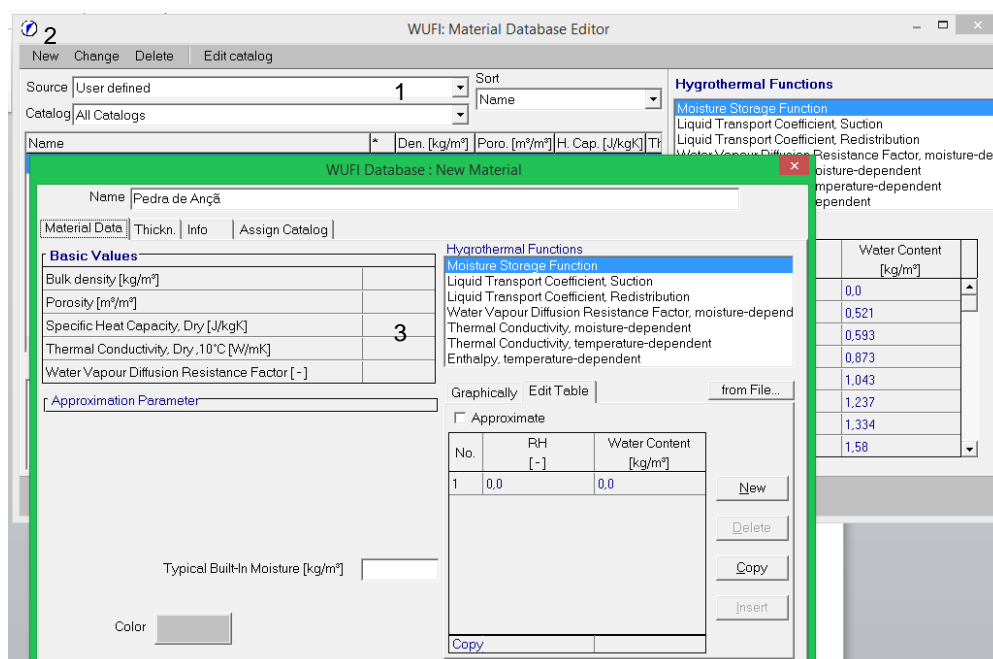 2
WUFI: Material Database Editor
New Change Delete Edit catalog
Source User defined 1
Sort
Name
Catalog All Catalogs
Name * Den. [kg/m³] Poro. [m³/m³] H. Cap. [J/kgK] Th
Hygrothermal Functions
Moisture Storage Function
Liquid Transport Coefficient, Suction
Liquid Transport Coefficient, Redistribution
Water Vapour Diffusion Resistance Factor, moisture-de
oisture-dependent
mperature-dependent
ependent
Water Content
[kg/m³]
0,0
0,521
0,593
0,873
1,043
1,237
1,334
1,58
WUFI Database : New Material
Name Pedra de Ançã
Material Data Thickn. Info Assign Catalog
Basic Values
Bulk density [kg/m³]
Porosity [m³/m³]
Specific Heat Capacity, Dry [J/kgK]
3
Thermal Conductivity, Dry ,10°C [W/mK]
Water Vapour Diffusion Resistance Factor [-]
Approximation Parameter
Typical Built-In Moisture [kg/m³]
Color
Hygrothermal Functions
Moisture Storage Function
Liquid Transport Coefficient, Suction
Liquid Transport Coefficient, Redistribution
Water Vapour Diffusion Resistance Factor, moisture-depend
Thermal Conductivity, moisture-dependent
Thermal Conductivity, temperature-dependent
Enthalpy, temperature-dependent
Graphically Edit Table from File...
Approximate
No. RH [-] Water Content [kg/m³]
1 0,0 0,0
New
Delete
Copy
Insert
Copy